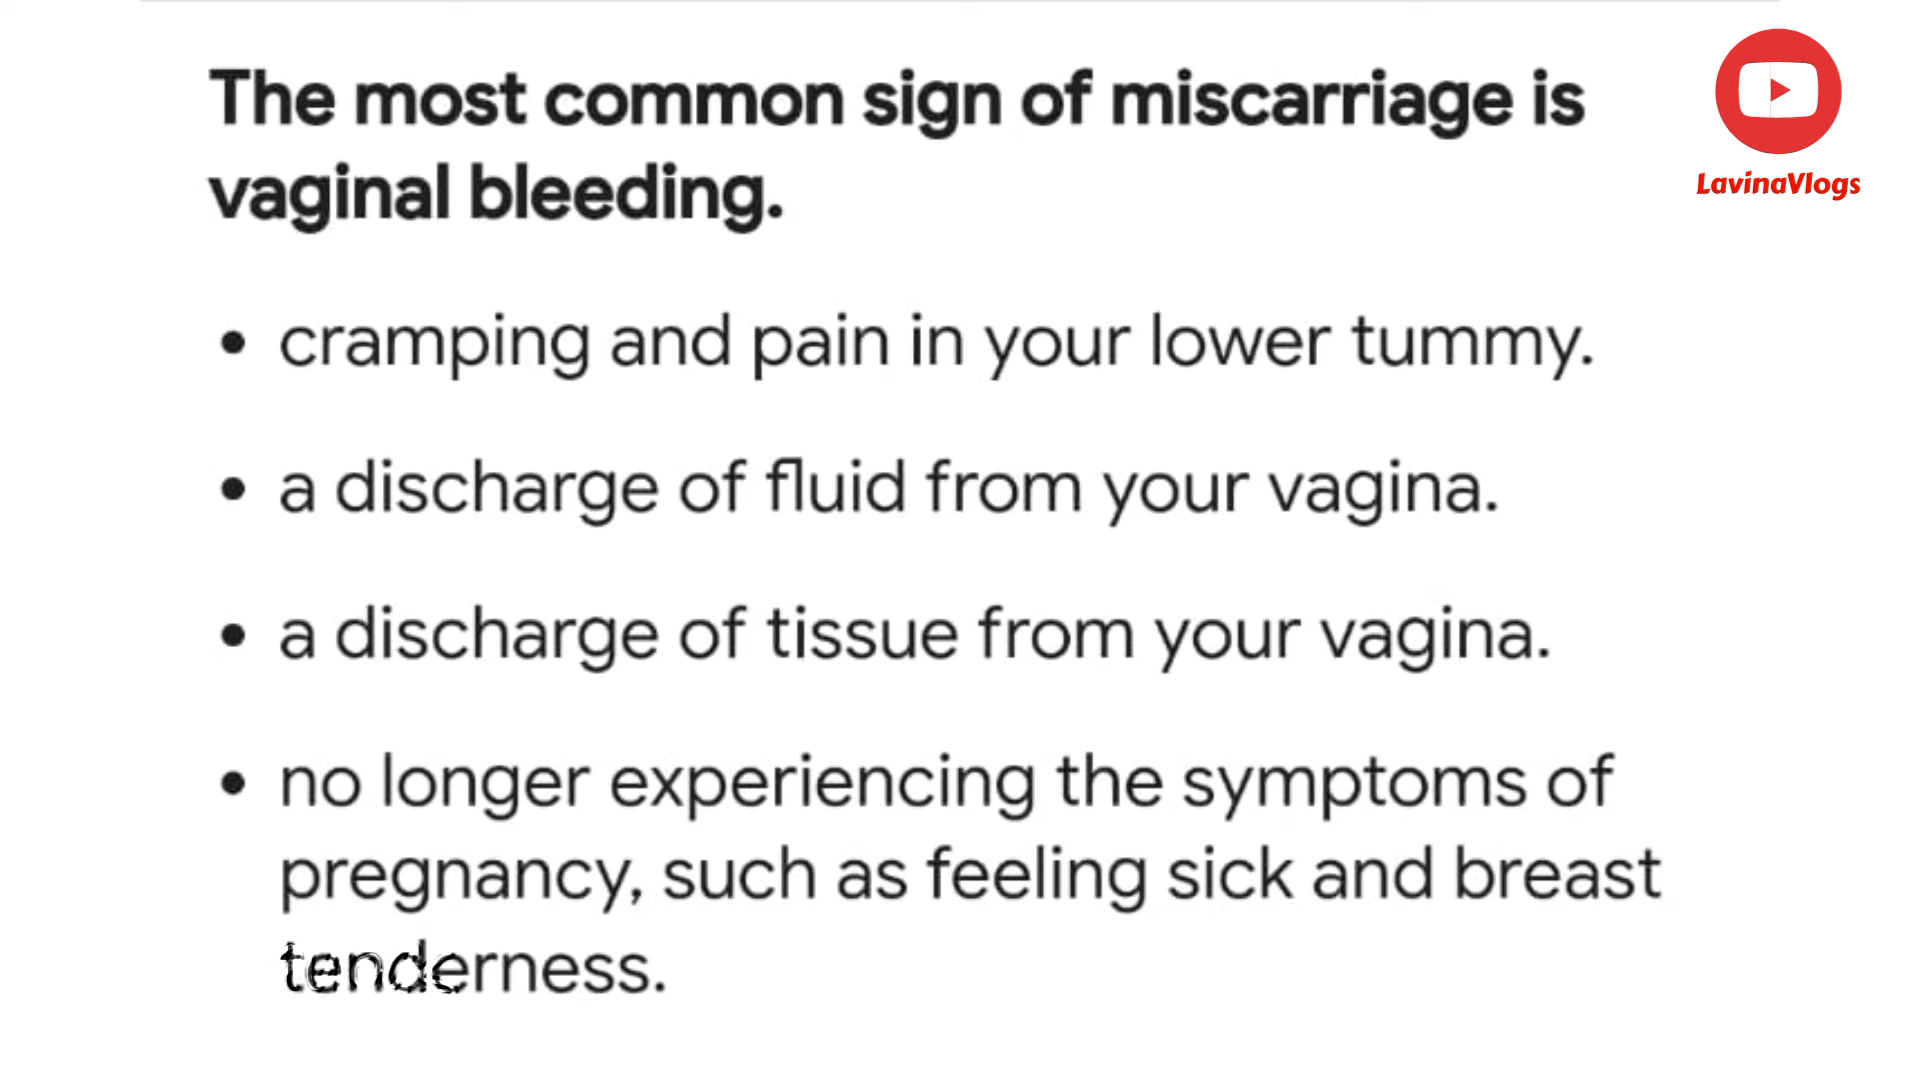 The most common sign of miscarriage is
vaginal bleeding.
LavinaVlogs
• cramping and pain in your lower tummy.
• a discharge of fluid from your vagina.
• a discharge of tissue from your vagina.
• no longer experiencing the symptoms of
pregnancy, such as feeling sick and breast
tenderness.